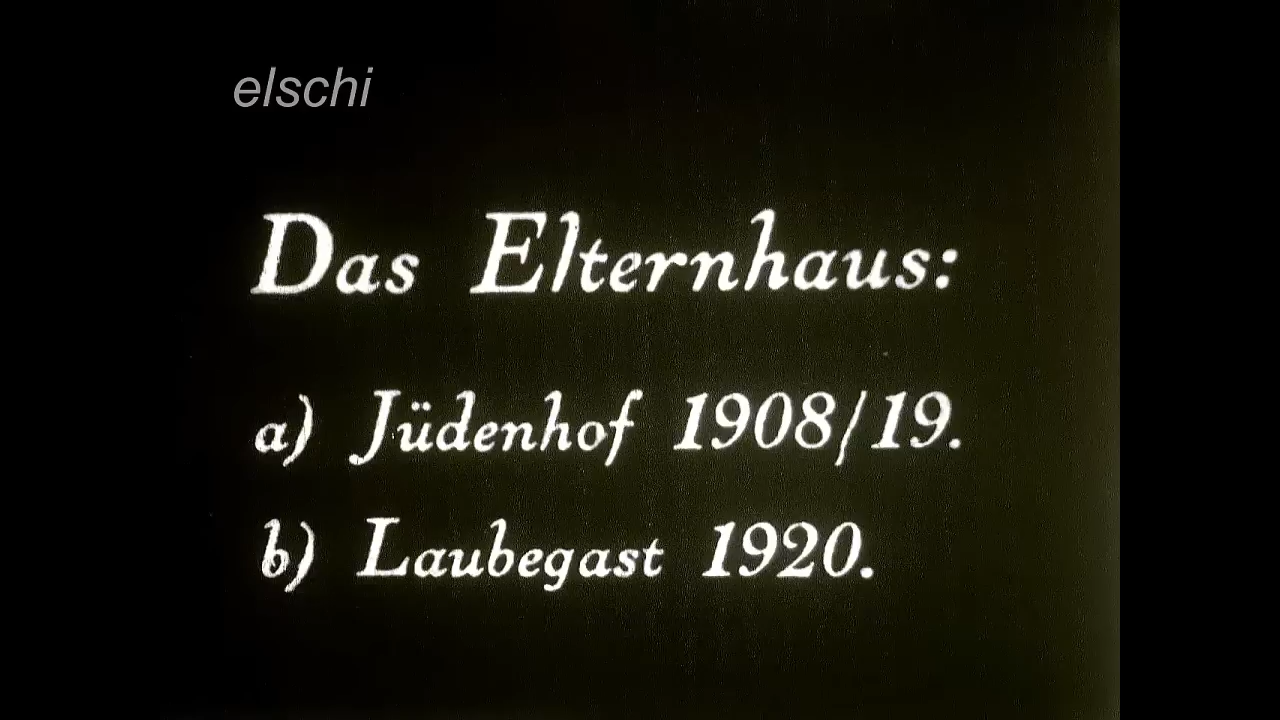 elschi
Das Elternhaus:
a) Jüdenhof 1908/19.
b) Laubegast 1920.